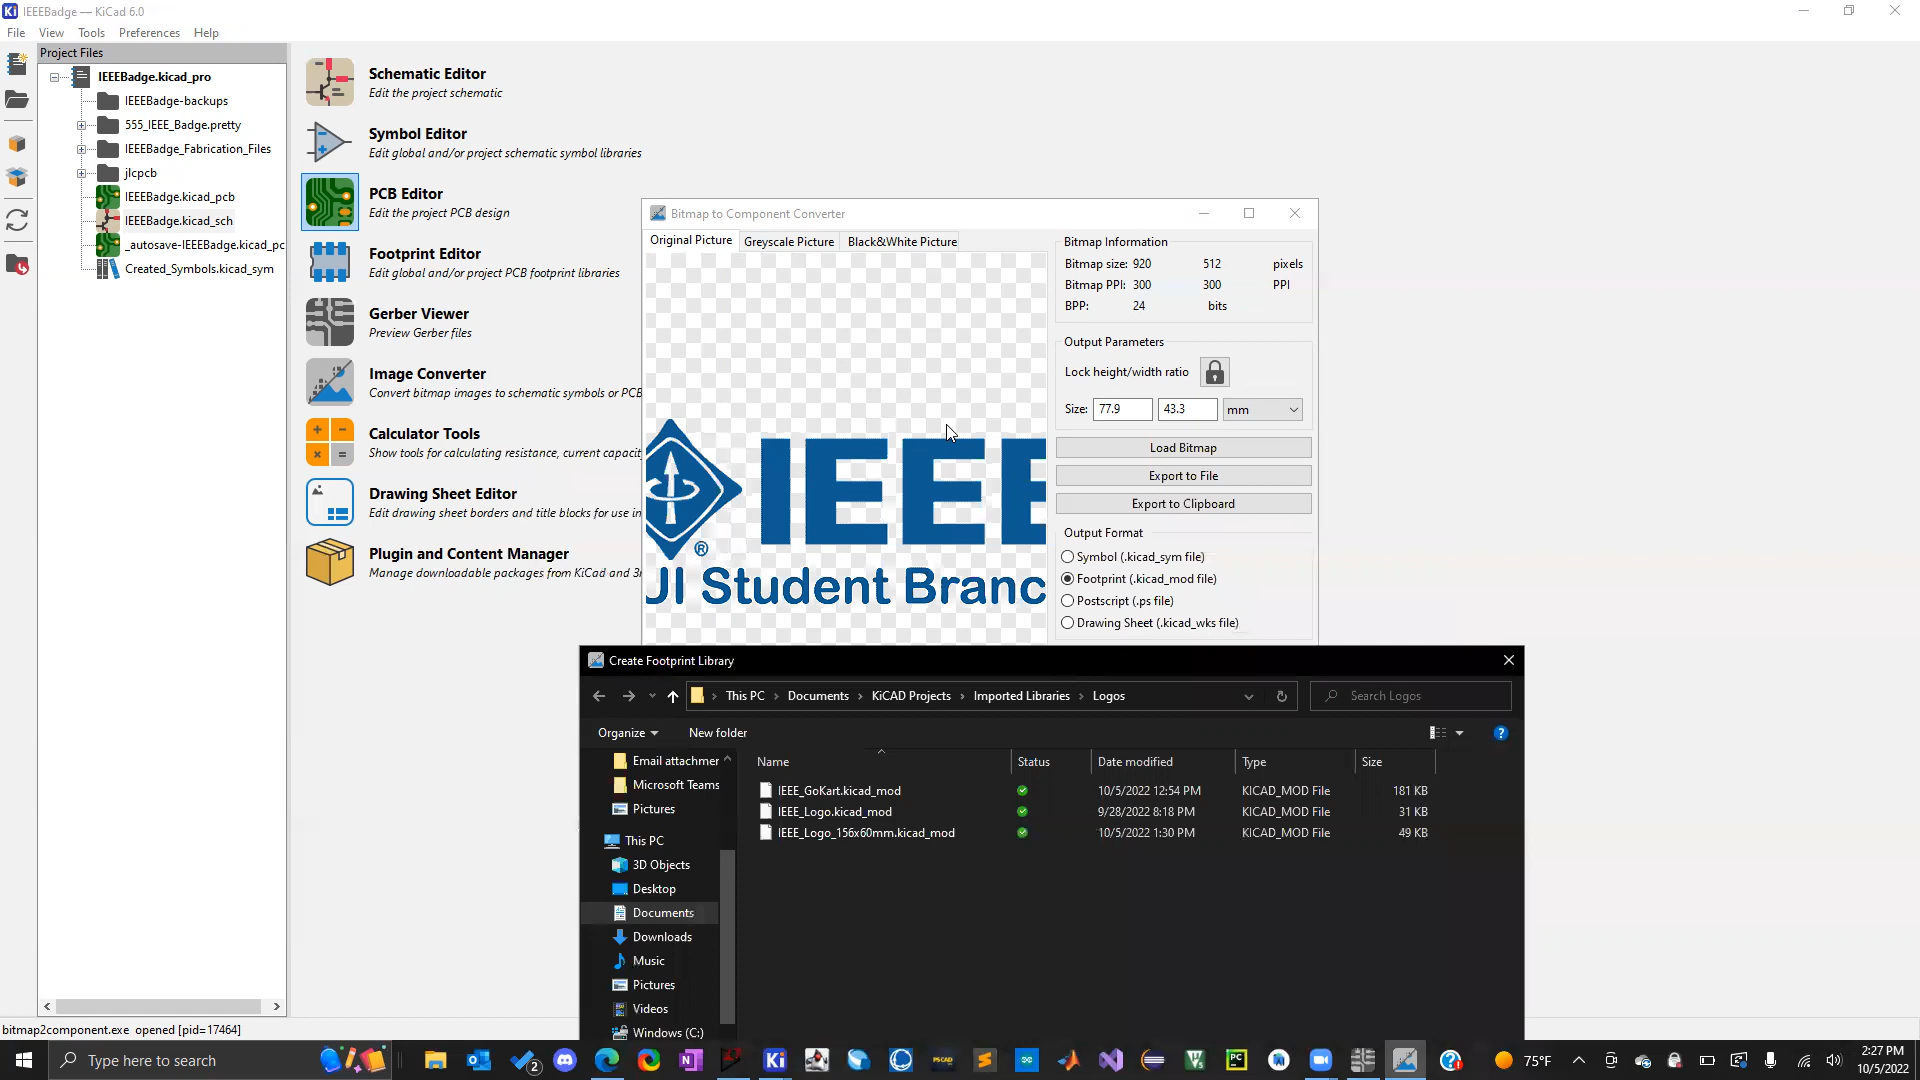 IEEEBadge — KiCad 6.0
File View Tools Preferences Help
Project Files
IEEEBadge.kicad_pro
IEEEBadge-backups
555_IEEE_Badge.pretty
IEEEBadge_Fabrication_Files
jlcpcb
IEEEBadge.kicad_pcb
IEEEBadge.kicad_sch
_autosave-IEEEBadge.kicad_pc
Created_Symbols.kicad_sym
Schematic Editor
Edit the project schematic
Symbol Editor
Edit global and/or project schematic symbol libraries
PCB Editor
Edit the project PCB design
Footprint Editor
Edit global and/or project PCB footprint libraries
Gerber Viewer
Preview Gerber files
Image Converter
Convert bitmap images to schematic symbols or PCB
Calculator Tools
Show tools for calculating resistance, current capacity
Drawing Sheet Editor
Edit drawing sheet borders and title blocks for use in
Plugin and Content Manager
Manage downloadable packages from KiCad and 3r
Bitmap to Component Converter
Original Picture Greyscale Picture Black&White Picture
IEEE
®
UI Student Branc
Bitmap Information
Bitmap size: 920 512 pixels
Bitmap PPI: 300 300 PPI
BPP: 24 bits
Output Parameters
Lock height/width ratio
Size: 77.9 43.3 mm
Load Bitmap
Export to File
Export to Clipboard
Output Format
Symbol (.kicad_sym file)
Footprint (.kicad_mod file)
Postscript (.ps file)
Drawing Sheet (.kicad_wks file)
Create Footprint Library
This PC › Documents › KiCAD Projects › Imported Libraries › Logos
Search Logos
Organize New folder
Email attachmer
Microsoft Teams
Pictures
This PC
3D Objects
Desktop
Documents
Downloads
Music
Pictures
Videos
Windows (C:)
Name Status Date modified Type Size
IEEE_GoKart.kicad_mod 10/5/2022 12:54 PM KICAD_MOD File 181 KB
IEEE_Logo.kicad_mod 9/28/2022 8:18 PM KICAD_MOD File 31 KB
IEEE_Logo_156x60mm.kicad_mod 10/5/2022 1:30 PM KICAD_MOD File 49 KB
bitmap2component.exe opened [pid=17464]
Type here to search
75°F
2:27 PM
10/5/2022